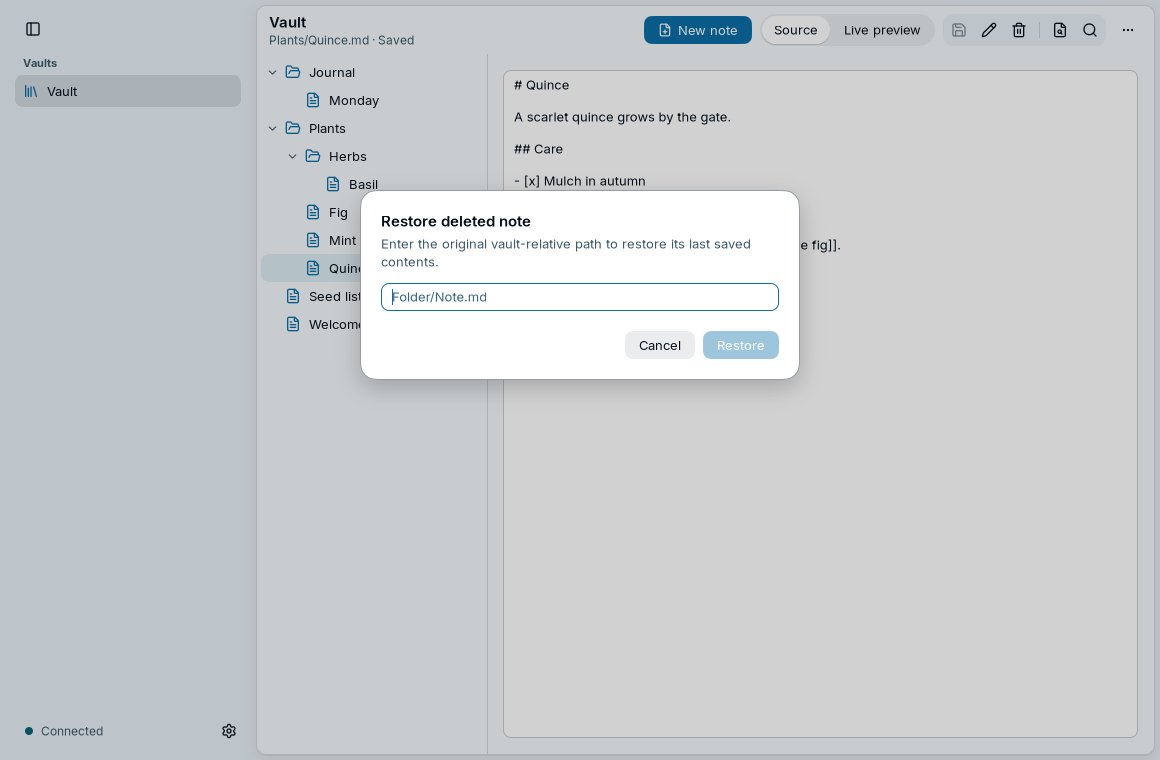 Vault
Plants/Quince.md · Saved
New note
Source
Live preview
Vaults
Vault
Journal
Monday
Plants
Herbs
Basil
Fig
Mint
Seed list
Welcome
# Quince
A scarlet quince grows by the gate.
## Care
- [x] Mulch in autumn
fig]].
Restore deleted note
Enter the original vault-relative path to restore its last saved
contents.
Folder/Note.md
Cancel
Restore
Connected